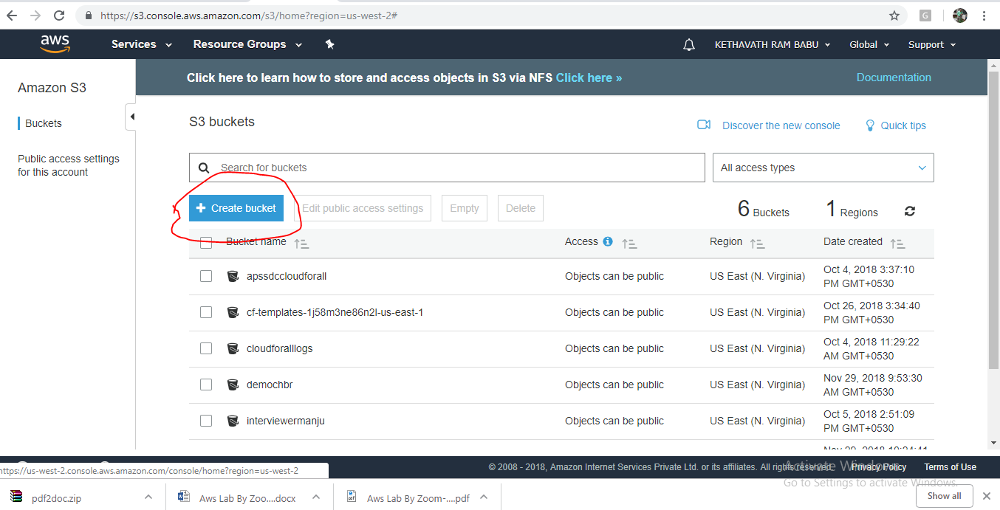 https://s3.console.aws.amazon.com/s3/home?region=us-west-2#
G
aws Services Resource Groups KETHAVATH RAM BABU Global Support
Amazon S3
Buckets
Public access settings
for this account
Click here to learn how to store and access objects in S3 via NFS Click here » Documentation
S3 buckets
Discover the new console Quick tips
Search for buckets All access types
+ Create bucket Edit public access settings Empty Delete 6 Buckets 1 Regions
Bucket name Access Region Date created
apssdccloudforall Objects can be public US East (N. Virginia) Oct 4, 2018 3:37:10
PM GMT+0530
cf-templates-1j58m3ne86n2l-us-east-1 Objects can be public US East (N. Virginia) Oct 26, 2018 3:34:40
PM GMT+0530
cloudforalllogs Objects can be public US East (N. Virginia) Oct 4, 2018 11:29:22
AM GMT+0530
demochbr Objects can be public US East (N. Virginia) Nov 29, 2018 9:53:30
AM GMT+0530
interviewermanju Objects can be public US East (N. Virginia) Oct 5, 2018 2:51:09
PM GMT+0530
https://us-west-2.console.aws.amazon.com/console/home?region=us-west-2
© 2008 - 2018, Amazon Internet Services Private Ltd. or its affiliates. All rights reserved. Privacy Policy Terms of Use
Activate Windows
Go to Settings to activate Windows.
pdf2doc.zip Aws Lab By Zoo....docx Aws Lab By Zoom-....pdf Show all